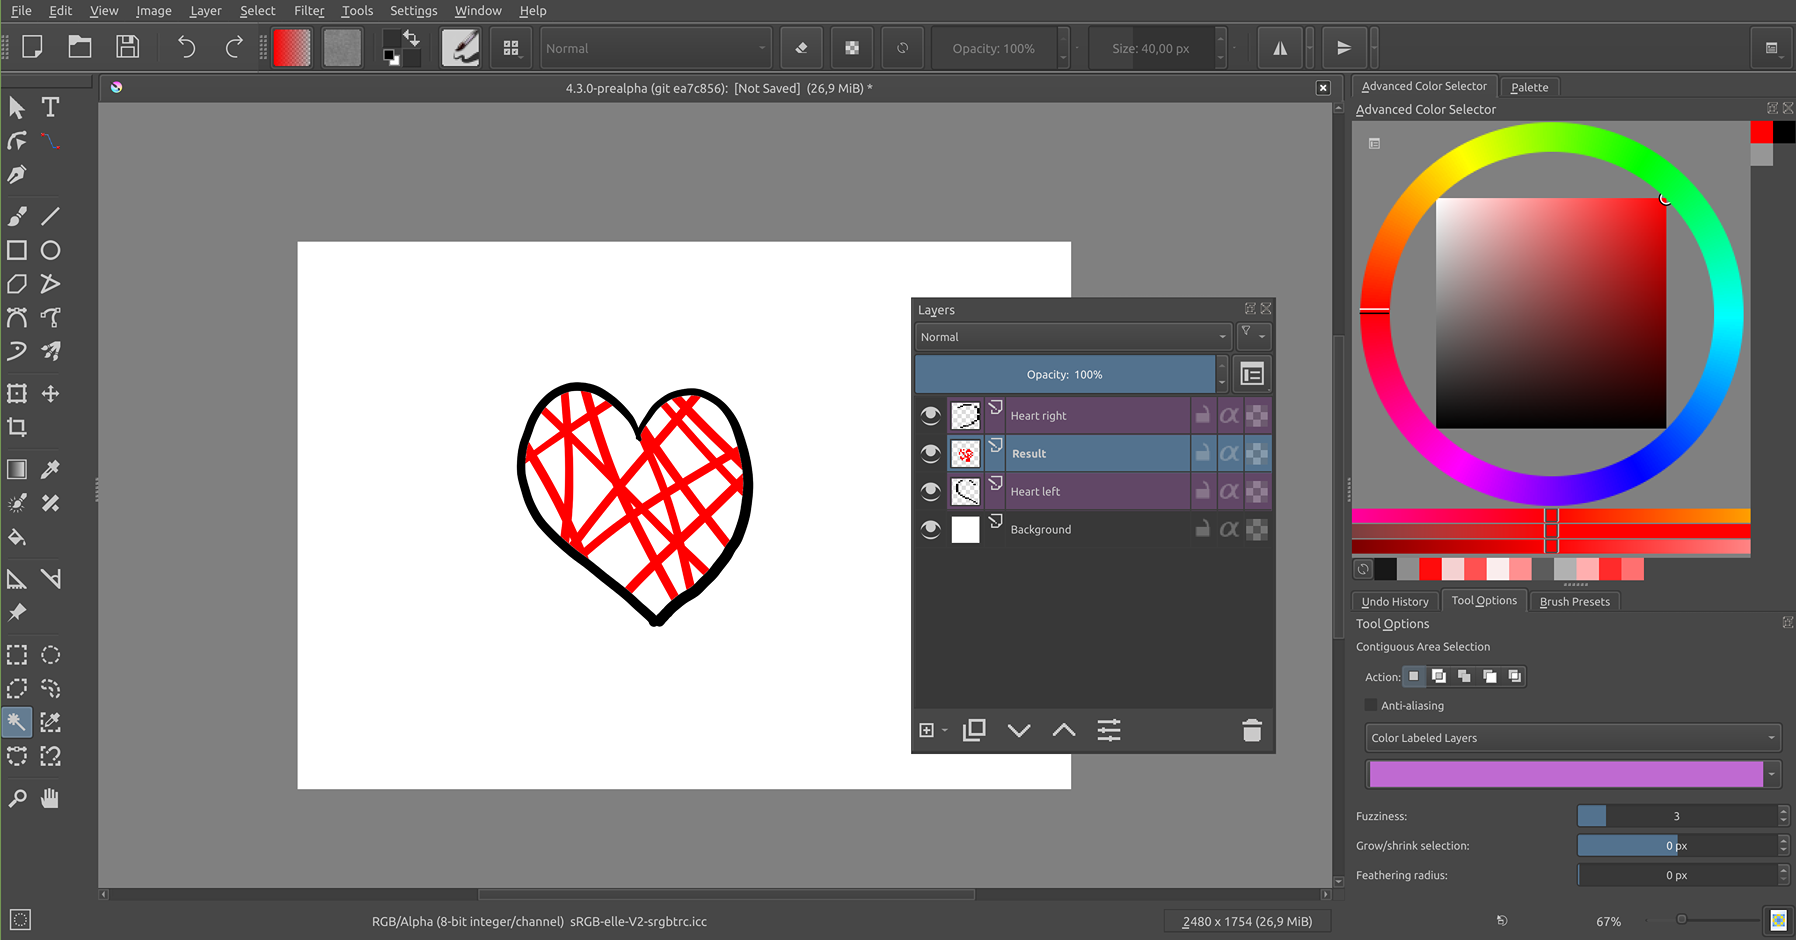 File Edit View Image Layer Select Filter Tools Settings Window Help
Normal Opacity: 100% Size: 40,00 px
4.3.0-prealpha (git ea7c856): [Not Saved] (26,9 MiB) *
Advanced Color Selector Palette
Advanced Color Selector
Layers
Normal
Opacity: 100%
Heart right
Result
Heart left
Background
Undo History Tool Options Brush Presets
Tool Options
Contiguous Area Selection
Action:
Anti-aliasing
Color Labeled Layers
Fuzziness: 3
Grow/shrink selection: 0 px
Feathering radius: 0 px
RGB/Alpha (8-bit integer/channel) sRGB-elle-V2-srgbtrc.icc
2480 x 1754 (26,9 MiB)
67%